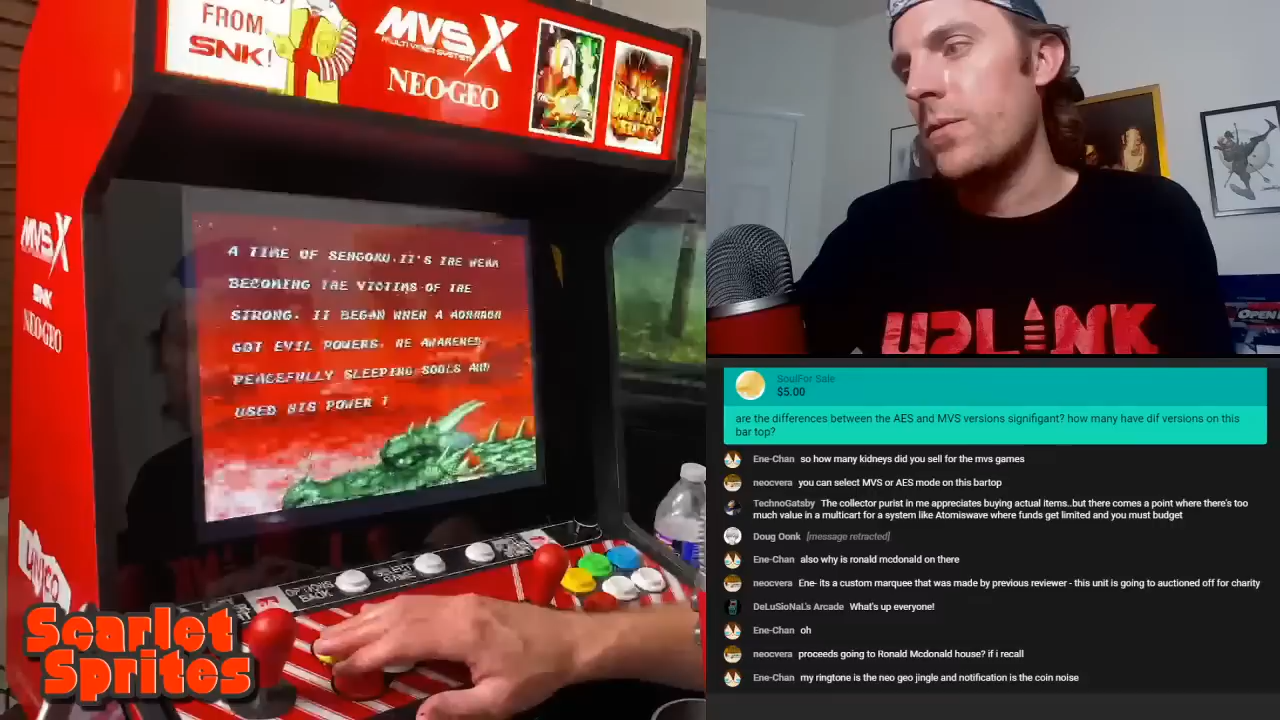 FROM
SNK!
MVS X
MULTI VIDEO SYSTEM
NEO·GEO
MVS X
SNK
NEO·GEO
A TIME OF SENGOKU.IT'S THE WEAK
BECOMING THE VICTIMS OF THE
STRONG. IT BEGAN WHEN A
GOT EVIL POWERS. HE AWAKENED
PEACEFULLY SLEEPING SOULS AND
USED HIS POWER
OPTIONS
SELECT
GAME
Scarlet
Sprites
UPLINK
OPEN
SoulFor Sale
$5.00
are the differences between the AES and MVS versions signifigant? how many have dif versions on this
bar top?
Ene-Chan so how many kidneys did you sell for the mvs games
neocvera you can select MVS or AES mode on this bartop
TechnoGatsby The collector purist in me appreciates buying actual items..but there comes a point where there's too
much value in a multicart for a system like Atomiswave where funds get limited and you must budget
Doug Oonk [message retracted]
Ene-Chan also why is ronald mcdonald on there
neocvera Ene- its a custom marquee that was made by previous reviewer - this unit is going to auctioned off for charity
DeLuSioNaL's Arcade What's up everyone!
Ene-Chan oh
neocvera proceeds going to Ronald Mcdonald house? if i recall
Ene-Chan my ringtone is the neo geo jingle and notification is the coin noise